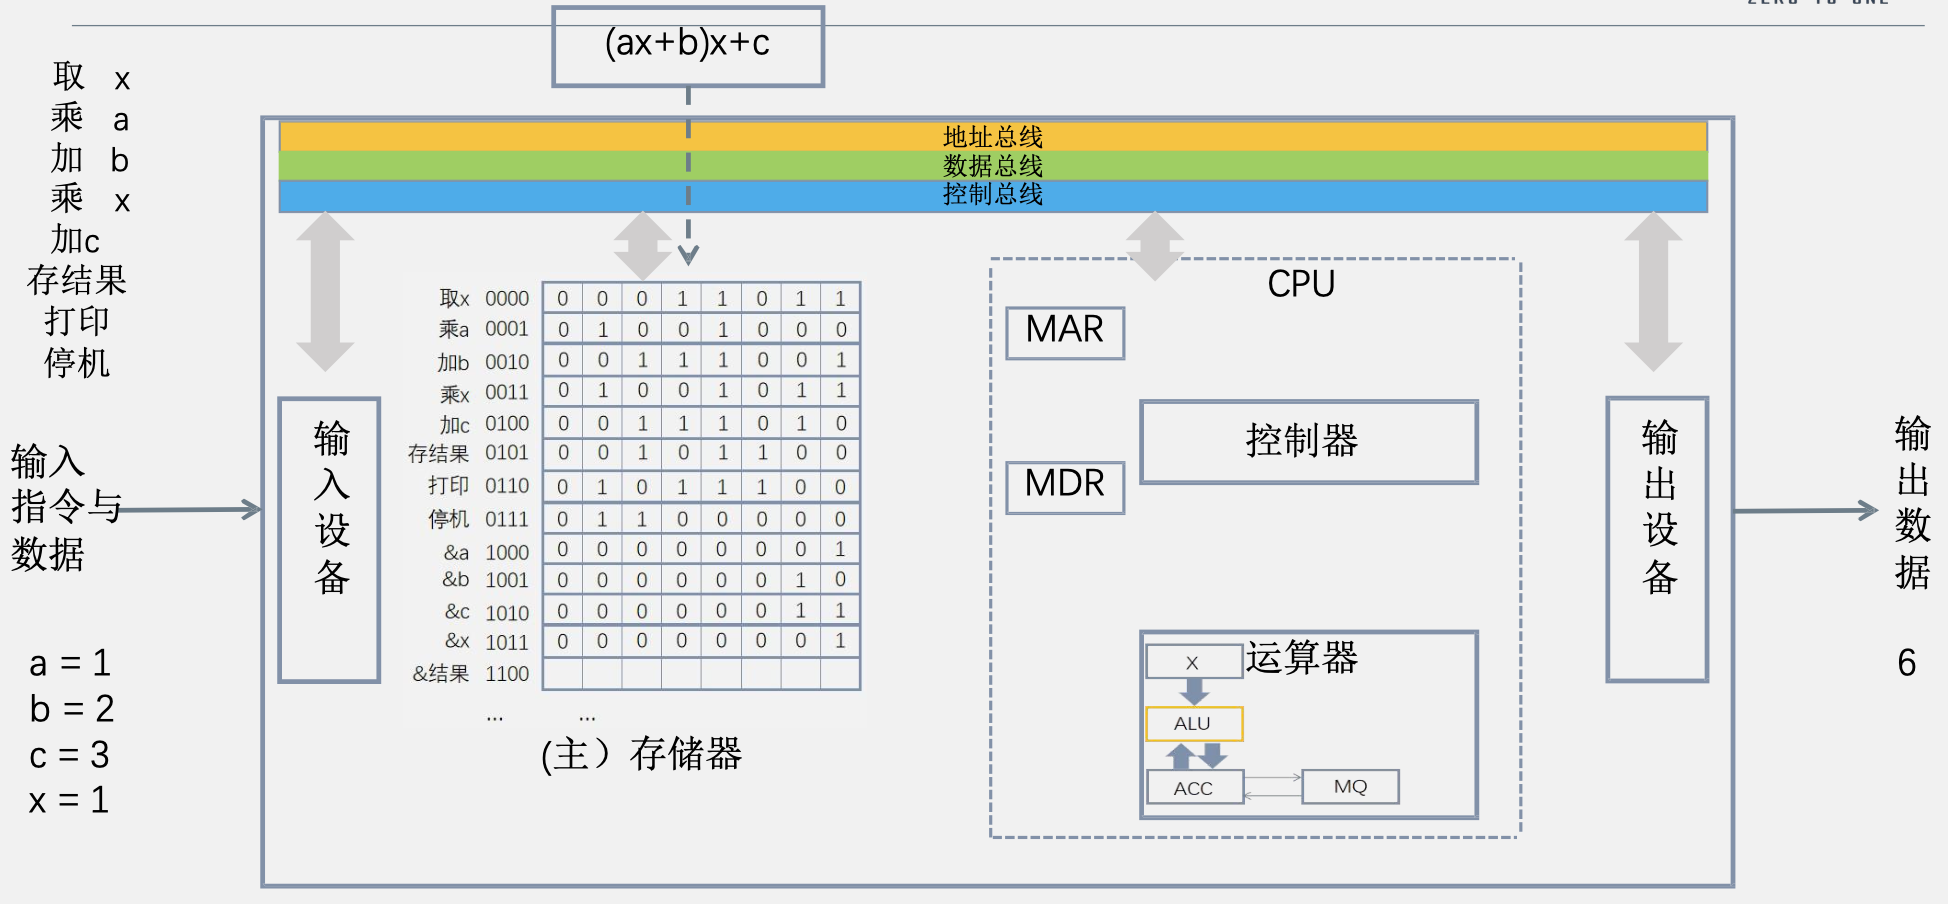 (ax+b)x+c
取 x
乘 a
加 b
乘 x
加c
存结果
打印
停机
输入
指令与
数据
a = 1
b = 2
c = 3
x = 1
地址总线
数据总线
控制总线
输入设备
取x 0000 0 0 0 1 1 0 1 1
乘a 0001 0 1 0 0 1 0 0 0
加b 0010 0 0 1 1 1 0 0 1
乘x 0011 0 1 0 0 1 0 1 1
加c 0100 0 0 1 1 1 0 1 0
存结果 0101 0 0 1 0 1 1 0 0
打印 0110 0 1 0 1 1 1 0 0
停机 0111 0 1 1 0 0 0 0 0
&a 1000 0 0 0 0 0 0 0 1
&b 1001 0 0 0 0 0 0 1 0
&c 1010 0 0 0 0 0 0 1 1
&x 1011 0 0 0 0 0 0 0 1
&结果 1100
... ...
(主）存储器
CPU
MAR
控制器
MDR
运算器
X
ALU
ACC
MQ
输出设备
输出数据
6